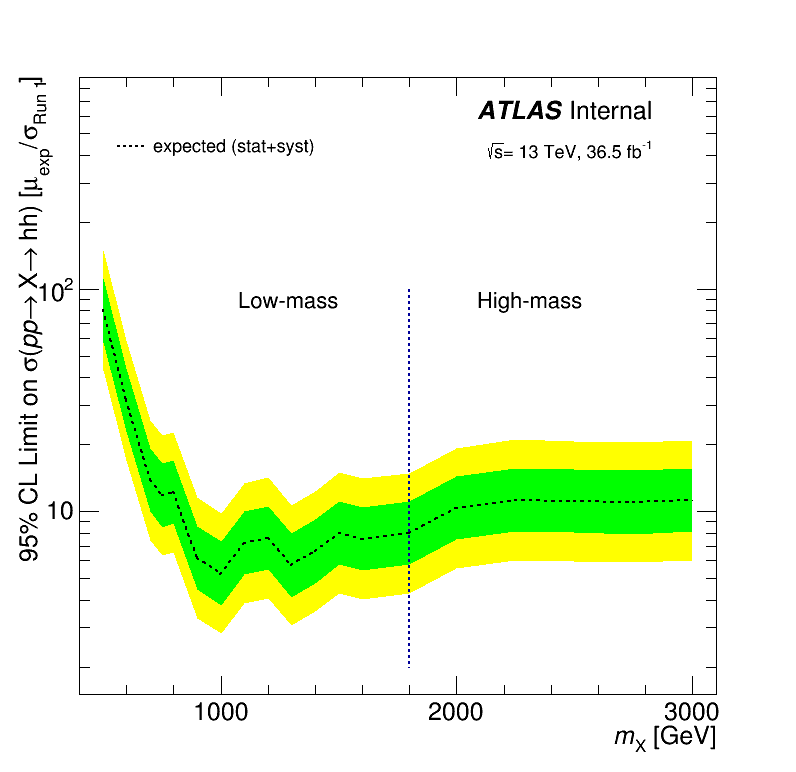 ATLAS Internal
expected (stat+syst)
√s= 13 TeV, 36.5 fb⁻¹
95% CL Limit on σ(pp→ X→ hh) [μ_exp/σ_Run 1]
10²
Low-mass
High-mass
10
1000
2000
3000
m_X [GeV]